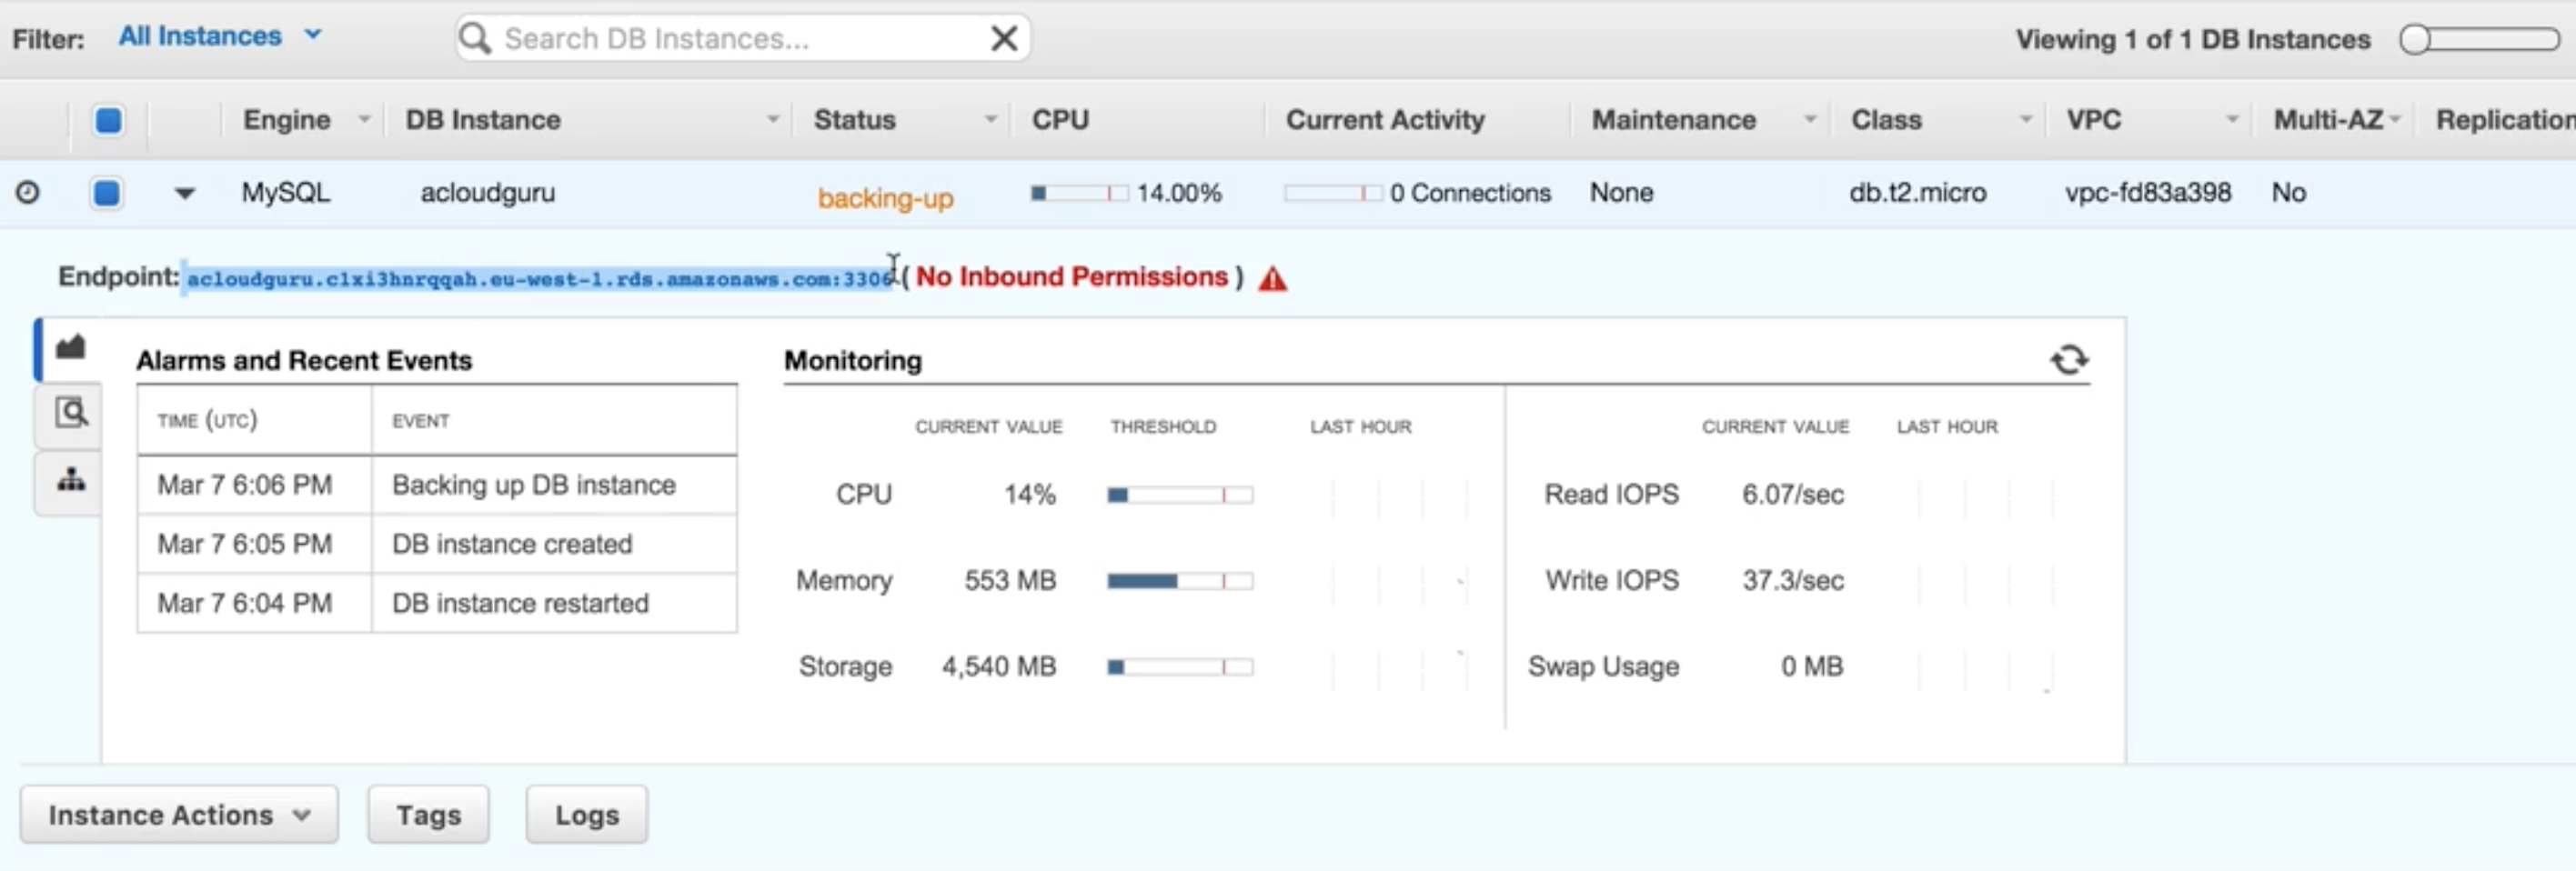 Filter: All Instances Search DB Instances... Viewing 1 of 1 DB Instances
Engine DB Instance Status CPU Current Activity Maintenance Class VPC Multi-AZ Replication
MySQL acloudguru backing-up 14.00% 0 Connections None db.t2.micro vpc-fd83a398 No
Endpoint: acloudguru.c1xi3hnrqqah.eu-west-1.rds.amazonaws.com:3306 ( No Inbound Permissions )
Alarms and Recent Events
TIME (UTC) EVENT
Mar 7 6:06 PM Backing up DB instance
Mar 7 6:05 PM DB instance created
Mar 7 6:04 PM DB instance restarted
Monitoring
CURRENT VALUE THRESHOLD LAST HOUR
CPU 14%
Memory 553 MB
Storage 4,540 MB
CURRENT VALUE LAST HOUR
Read IOPS 6.07/sec
Write IOPS 37.3/sec
Swap Usage 0 MB
Instance Actions Tags Logs